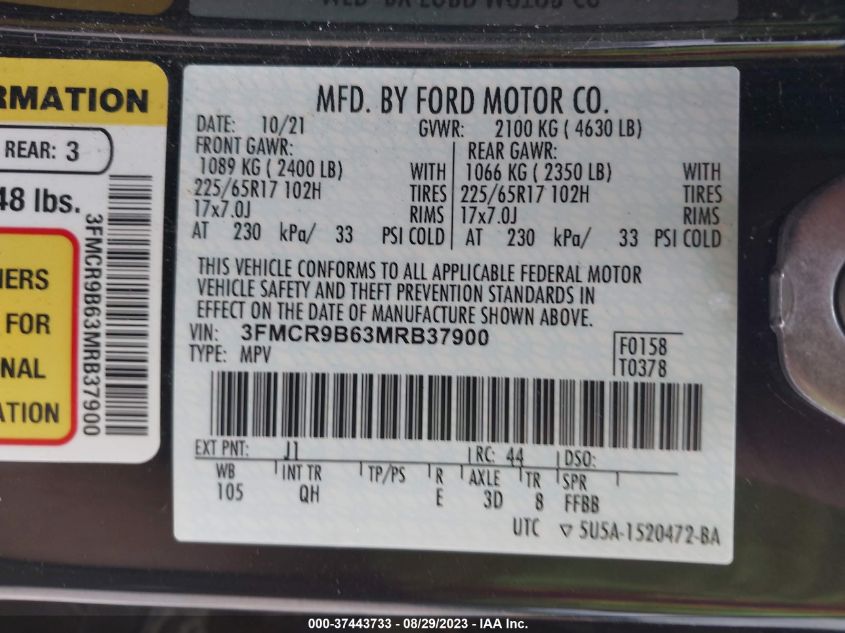 RMATION
REAR: 3
48 lbs.
3FMCR9B63MRB37900
NERS
FOR
NAL
ATION
MFD. BY FORD MOTOR CO.
DATE: 10/21 GVWR: 2100 KG ( 4630 LB)
FRONT GAWR: REAR GAWR:
1089 KG ( 2400 LB) WITH 1066 KG ( 2350 LB) WITH
225/65R17 102H TIRES 225/65R17 102H TIRES
17x7.0J RIMS 17x7.0J RIMS
AT 230 kPa/ 33 PSI COLD AT 230 kPa/ 33 PSI COLD
THIS VEHICLE CONFORMS TO ALL APPLICABLE FEDERAL MOTOR
VEHICLE SAFETY AND THEFT PREVENTION STANDARDS IN
EFFECT ON THE DATE OF MANUFACTURE SHOWN ABOVE.
VIN: 3FMCR9B63MRB37900
TYPE: MPV
F0158
T0378
EXT PNT: J1 RC: 44 DSO:
WB INT TR TP/PS R AXLE TR SPR
105 QH E 3D 8 FFBB
UTC ▽ 5U5A-1520472-BA
000-37443733 - 08/29/2023 - IAA Inc.